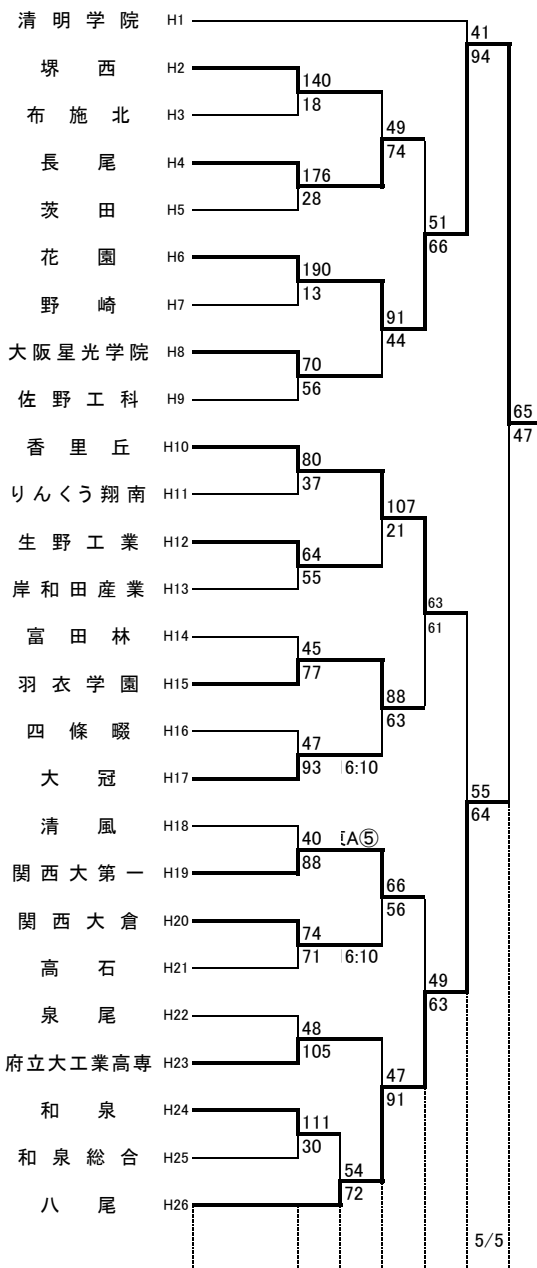 清明学院 H1
41
94
堺西 H2
140
18
布施北 H3
49
74
長尾 H4
176
28
茨田 H5
51
66
花園 H6
190
13
野崎 H7
91
44
大阪星光学院 H8
70
56
佐野工科 H9
65
47
香里丘 H10
80
37
りんくう翔南 H11
107
21
生野工業 H12
64
55
岸和田産業 H13
63
61
富田林 H14
45
77
羽衣学園 H15
88
63
四條畷 H16
47
93 6:10
大冠 H17
55
64
清風 H18
40 A⑤
88
関西大第一 H19
66
56
関西大倉 H20
74
71 6:10
高石 H21
49
63
泉尾 H22
48
105
府立大工業高専 H23
47
91
和泉 H24
111
30
和泉総合 H25
54
72
八尾 H26
5/5